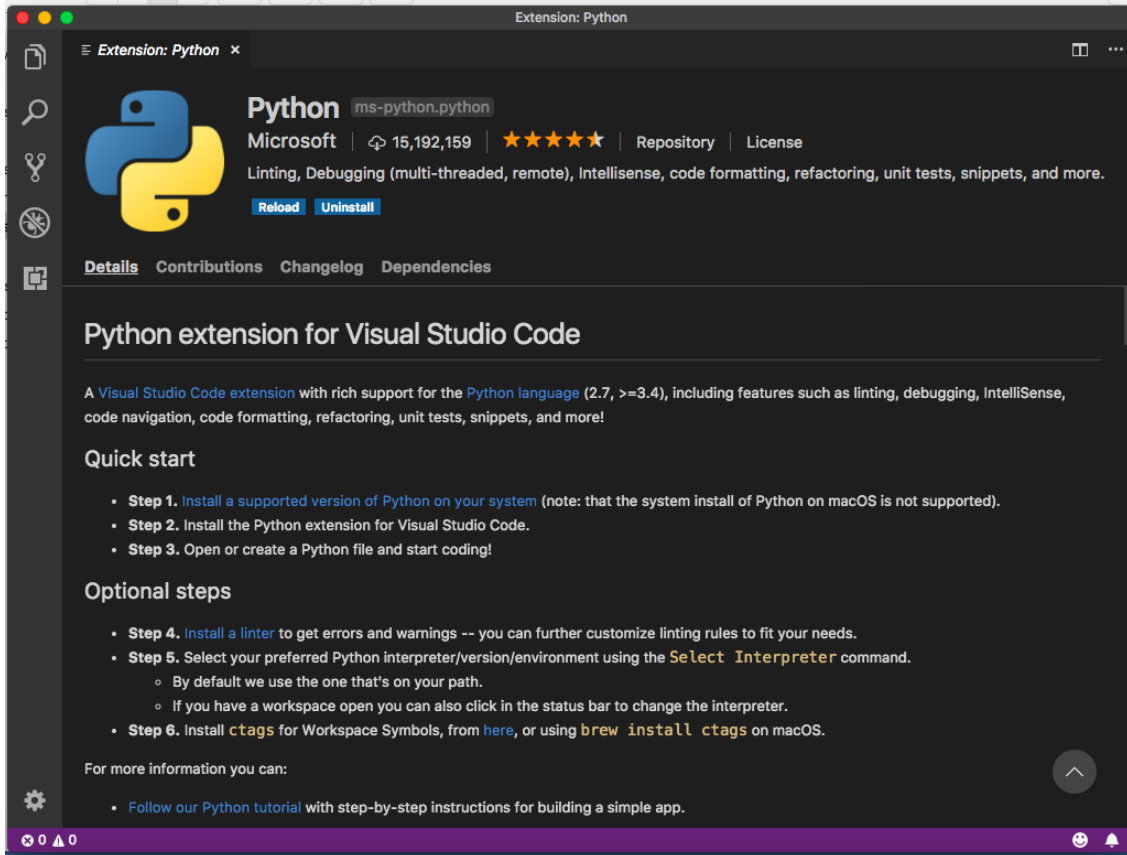 Extension: Python
Extension: Python ×
Python ms-python.python
Microsoft 15,192,159 Repository License
Linting, Debugging (multi-threaded, remote), Intellisense, code formatting, refactoring, unit tests, snippets, and more.
Reload Uninstall
Details Contributions Changelog Dependencies
Python extension for Visual Studio Code
A Visual Studio Code extension with rich support for the Python language (2.7, >=3.4), including features such as linting, debugging, IntelliSense,
code navigation, code formatting, refactoring, unit tests, snippets, and more!
Quick start
• Step 1. Install a supported version of Python on your system (note: that the system install of Python on macOS is not supported).
• Step 2. Install the Python extension for Visual Studio Code.
• Step 3. Open or create a Python file and start coding!
Optional steps
• Step 4. Install a linter to get errors and warnings -- you can further customize linting rules to fit your needs.
• Step 5. Select your preferred Python interpreter/version/environment using the Select Interpreter command.
◦ By default we use the one that's on your path.
◦ If you have a workspace open you can also click in the status bar to change the interpreter.
• Step 6. Install ctags for Workspace Symbols, from here, or using brew install ctags on macOS.
For more information you can:
• Follow our Python tutorial with step-by-step instructions for building a simple app.
0 0